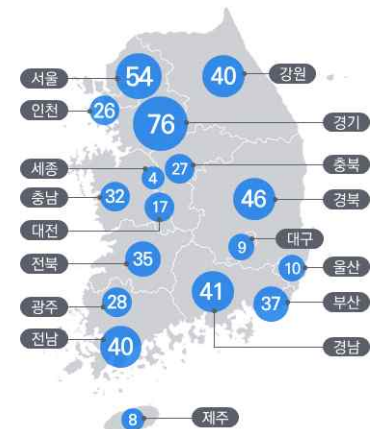 서울 54
40 강원
인천 26
76 경기
세종 4
27 충북
충남 32
46 경북
대전 17
9 대구
전북 35
10 울산
광주 28
41 경남
37 부산
전남 40
8 제주